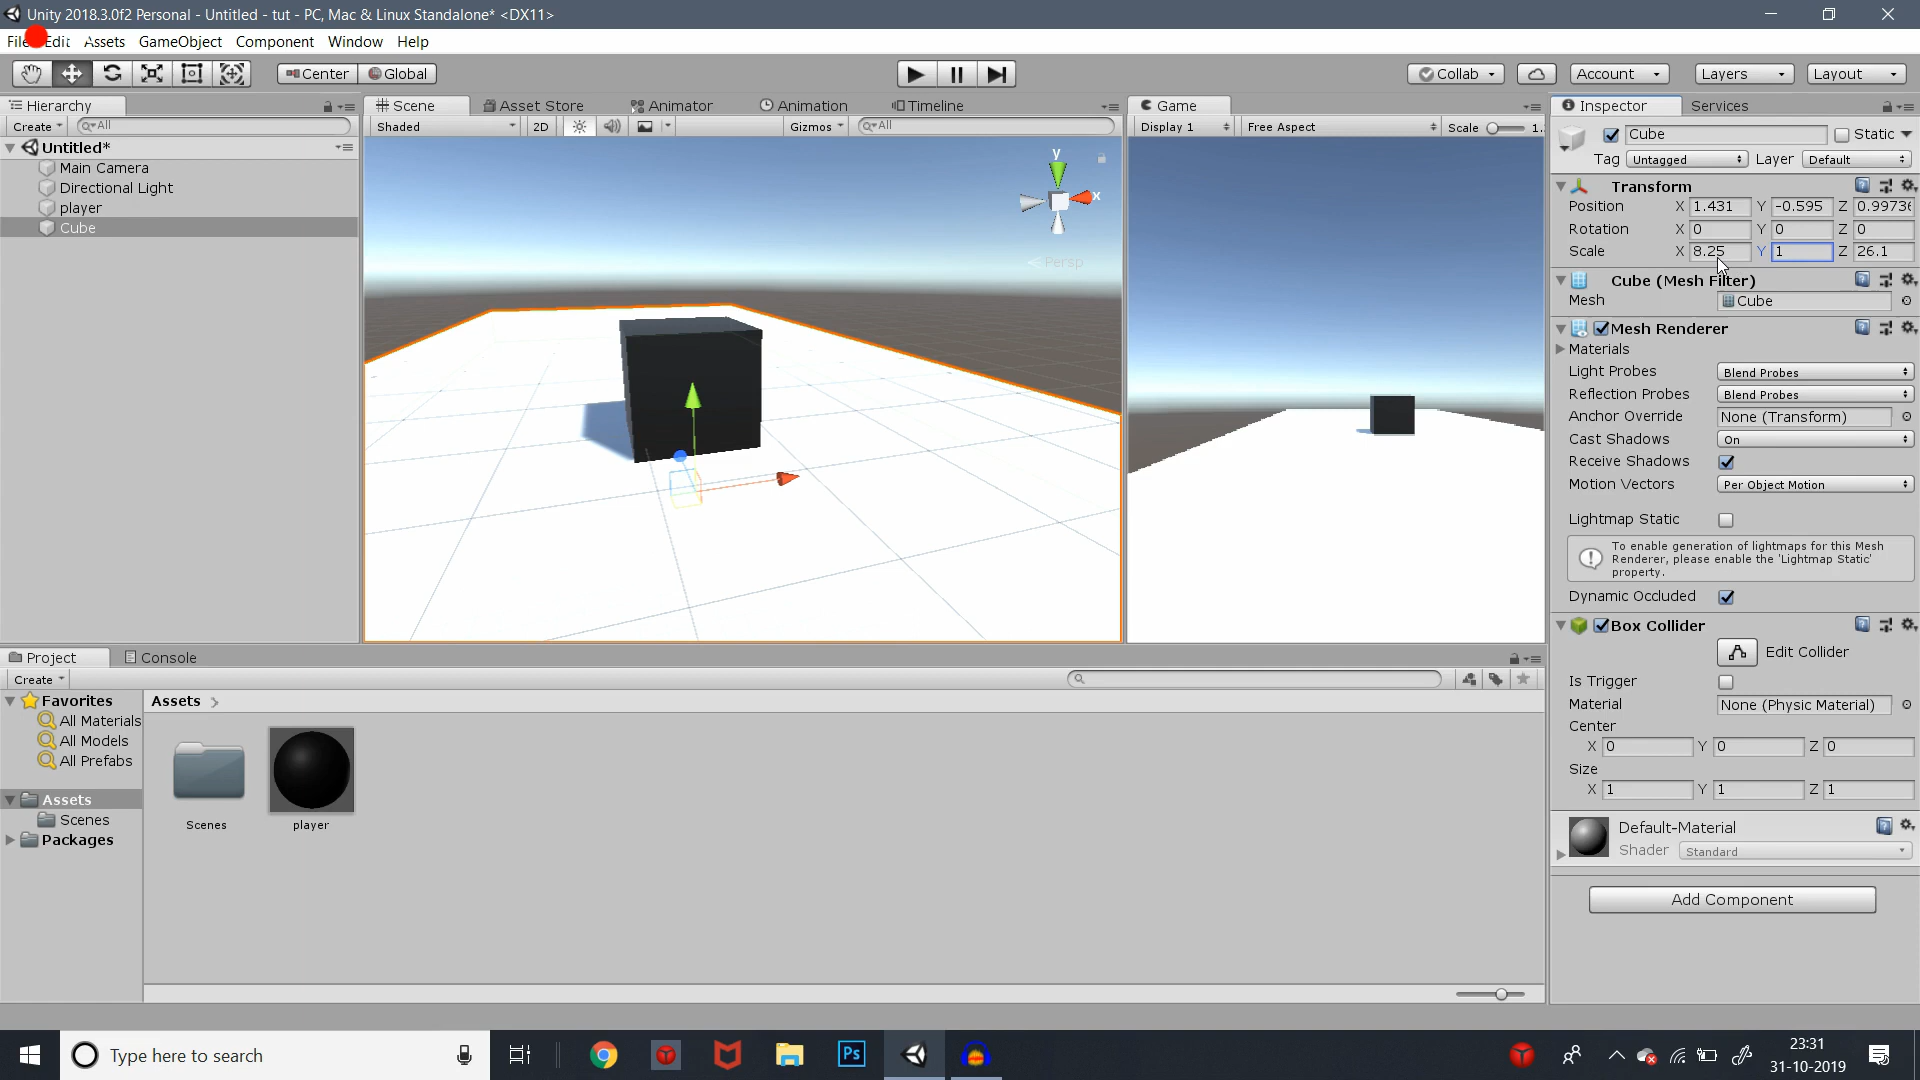 Unity 2018.3.0f2 Personal - Untitled - tut - PC, Mac & Linux Standalone* <DX11>
Edit Assets GameObject Component Window Help
Center Global Collab Account Layers Layout
Hierarchy
Create All
Untitled*
Main Camera
Directional Light
player
Cube
Scene Asset Store Animator Animation Timeline
Shaded 2D Gizmos All
y
x
Persp
Game
Display 1 Free Aspect Scale 1.
Inspector Services
Cube Static
Tag Untagged Layer Default
Transform
Position X 1.431 Y -0.595 Z 0.9973
Rotation X 0 Y 0 Z 0
Scale X 8.25 Y 1 Z 26.1
Cube (Mesh Filter)
Mesh Cube
Mesh Renderer
Materials
Light Probes Blend Probes
Reflection Probes Blend Probes
Anchor Override None (Transform)
Cast Shadows On
Receive Shadows
Motion Vectors Per Object Motion
Lightmap Static
To enable generation of lightmaps for this Mesh
Renderer, please enable the 'Lightmap Static'
property.
Dynamic Occluded
Box Collider
Edit Collider
Is Trigger
Material None (Physic Material)
Center
X 0 Y 0 Z 0
Size
X 1 Y 1 Z 1
Default-Material
Shader Standard
Add Component
Project Console
Create
Favorites
All Materials
All Models
All Prefabs
Assets
Scenes
Packages
Assets
Scenes
player
Type here to search
Ps
23:31
31-10-2019